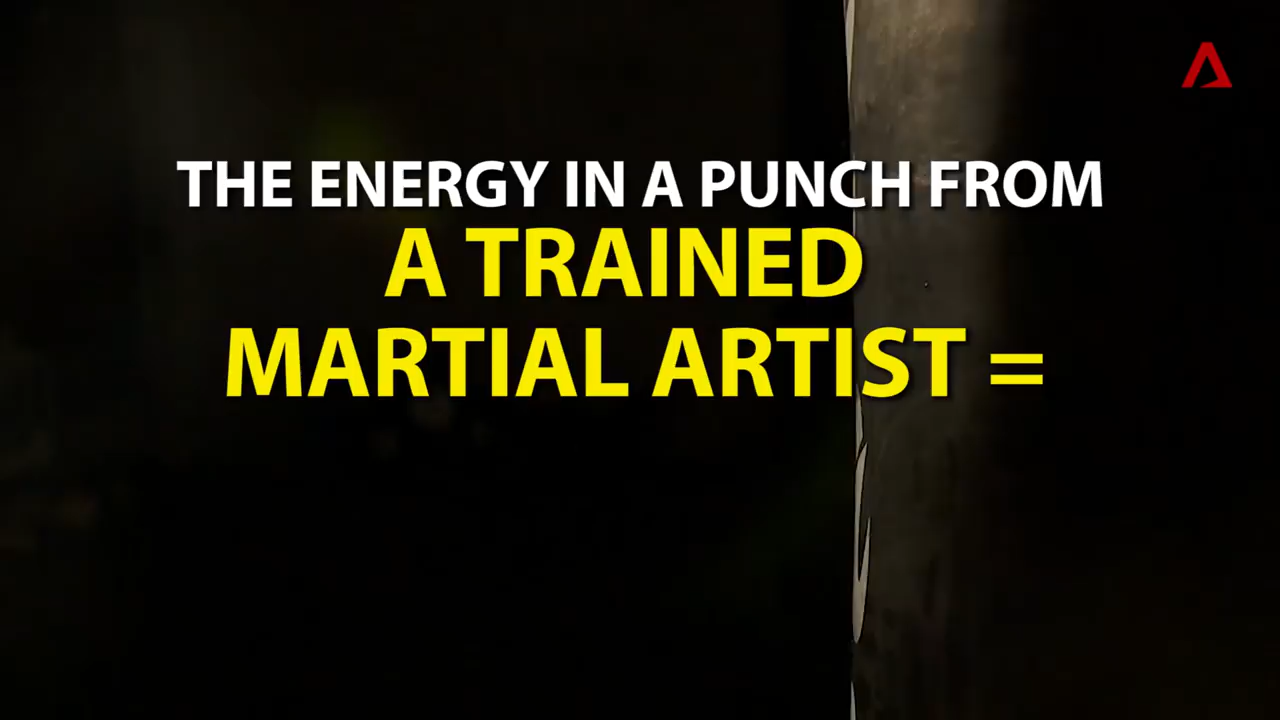 THE ENERGY IN A PUNCH FROM
A TRAINED
MARTIAL ARTIST =